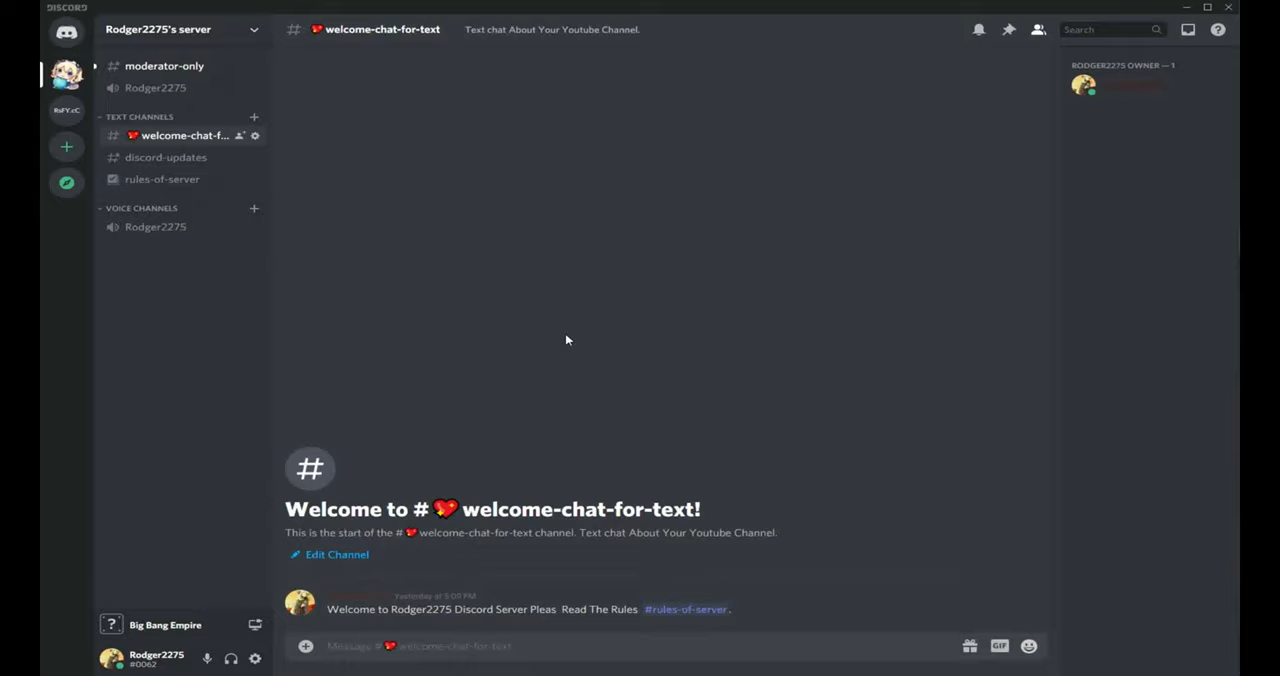 DISCORD
Rodger2275's server
welcome-chat-for-text
Text chat About Your Youtube Channel.
Search
moderator-only
Rodger2275
RsFY.cC
TEXT CHANNELS
welcome-chat-f...
discord-updates
rules-of-server
VOICE CHANNELS
Rodger2275
RODGER2275 OWNER — 1
Welcome to # 💖 welcome-chat-for-text!
This is the start of the # 💖 welcome-chat-for-text channel. Text chat About Your Youtube Channel.
Edit Channel
Yesterday at 5:00 PM
Welcome to Rodger2275 Discord Server Pleas Read The Rules #rules-of-server.
Big Bang Empire
Rodger2275
#0062
Message # 💖 welcome-chat-for-text
GIF